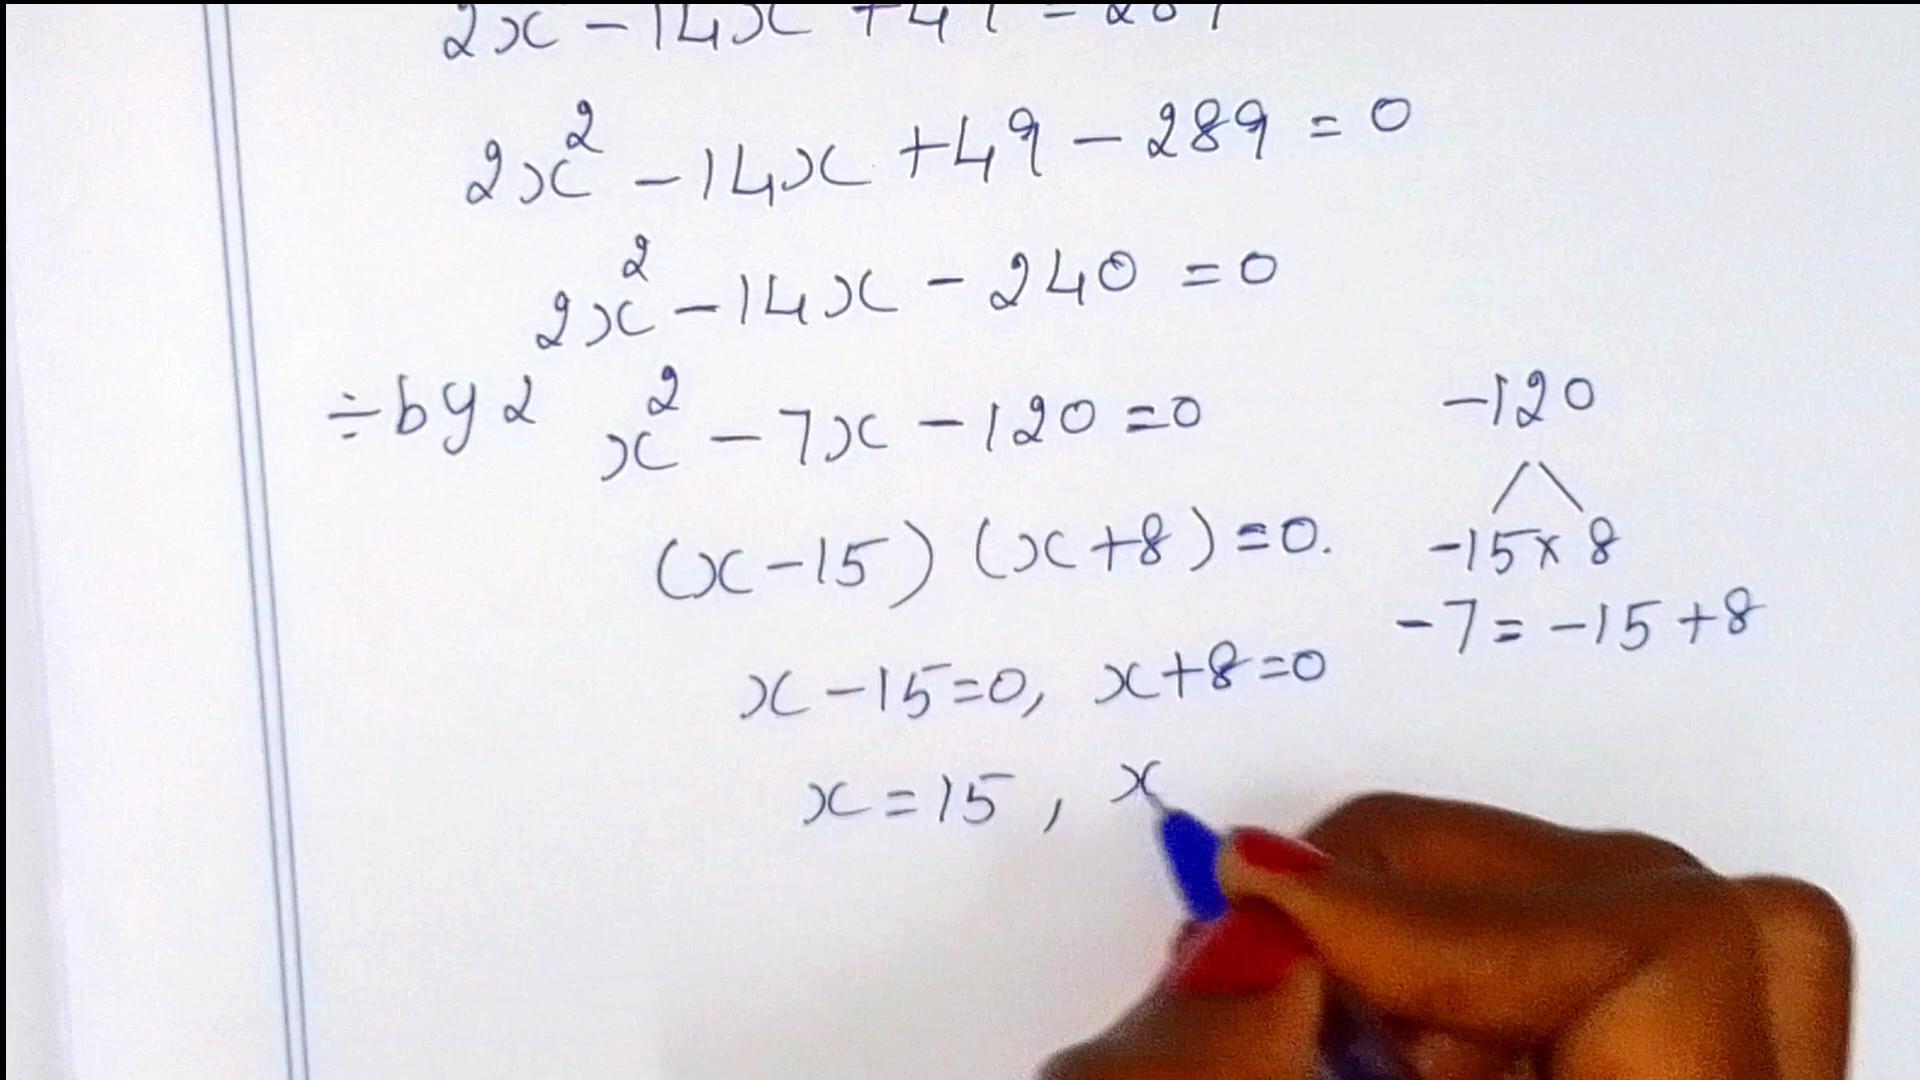 2x² - 14x + 49 - 289 = 0
2x² - 14x - 240 = 0
÷ by 2 x² - 7x - 120 = 0
(x - 15) (x + 8) = 0.
x - 15 = 0, x + 8 = 0
x = 15 , x
-120
-15 × 8
-7 = -15 + 8